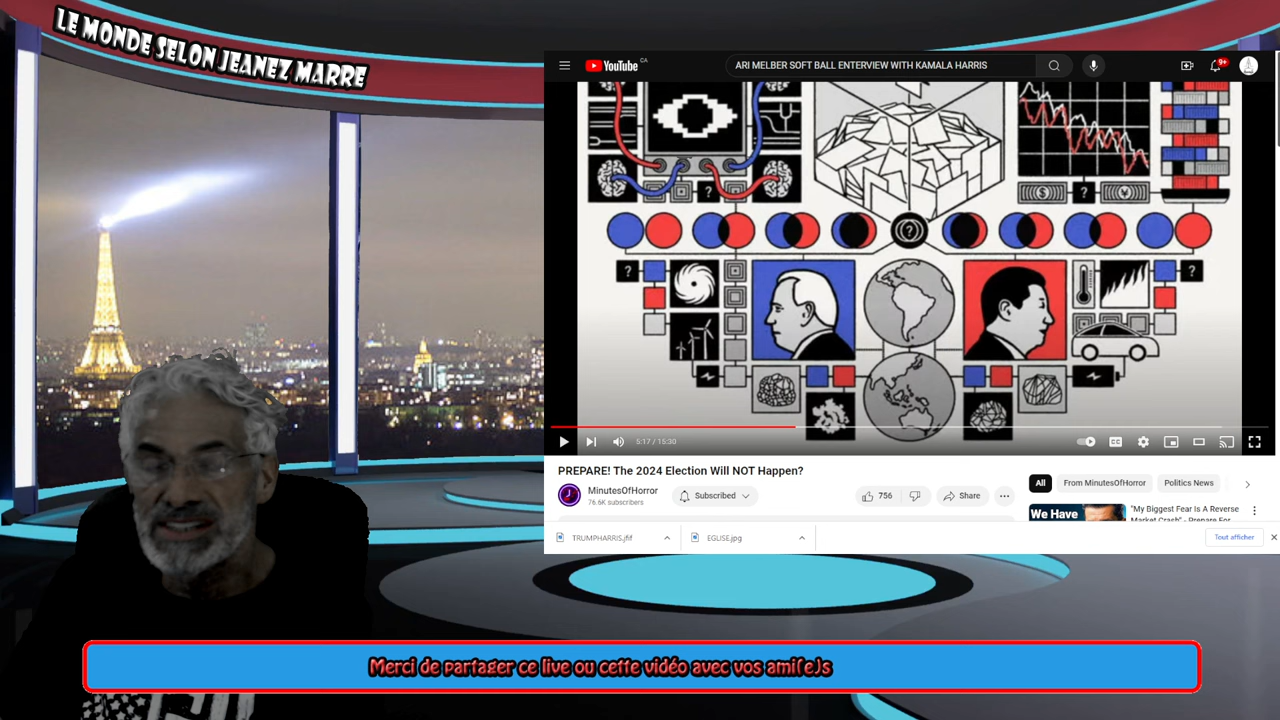 LE MONDE SELON JEANEZ MARRE
YouTube CA
ARI MELBER SOFT BALL ENTERVIEW WITH KAMALA HARRIS
9+
?
?
$
?
¥
?
?
?
5:17 / 15:30
CC
PREPARE! The 2024 Election Will NOT Happen?
MinutesOfHorror
76.6K subscribers
Subscribed
756
Share
All
From MinutesOfHorror
Politics News
We Have
"My Biggest Fear Is A Reverse
Market Crash" - Prepare For
TRUMPHARRIS.jfif
EGLISE.jpg
Tout afficher
Merci de partager ce live ou cette vidéo avec vos ami(e)s